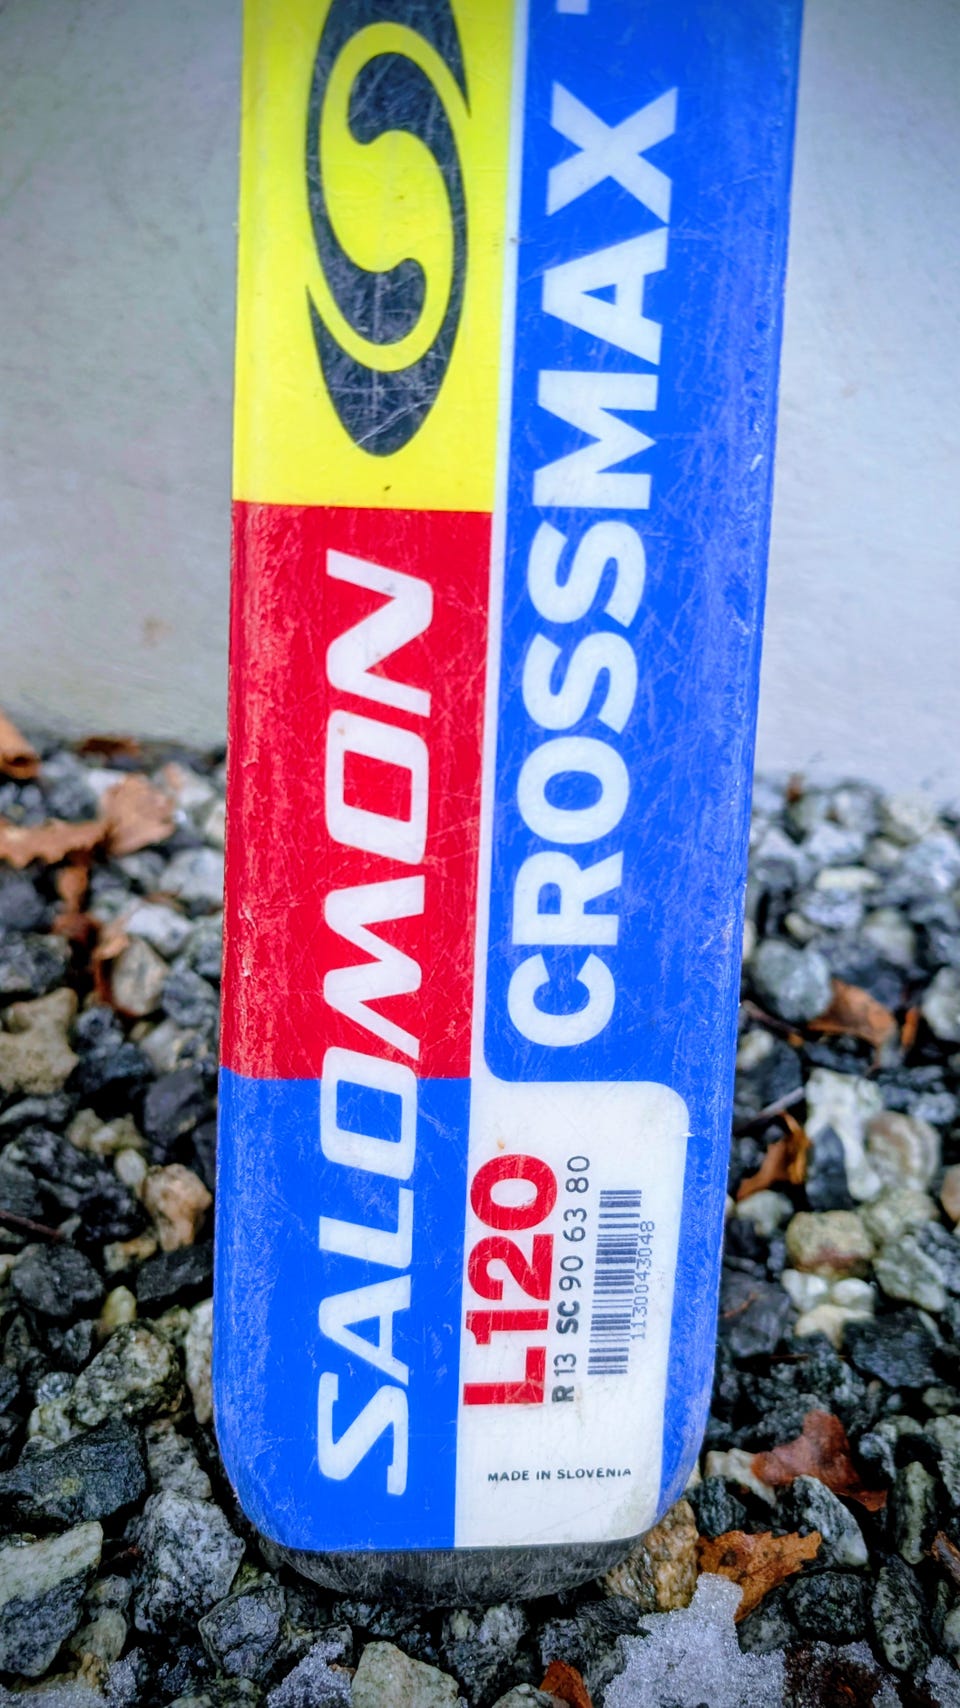 SALOMON
CROSSMAX
L120
R 13 SC 90 63 80
1130043048
MADE IN SLOVENIA